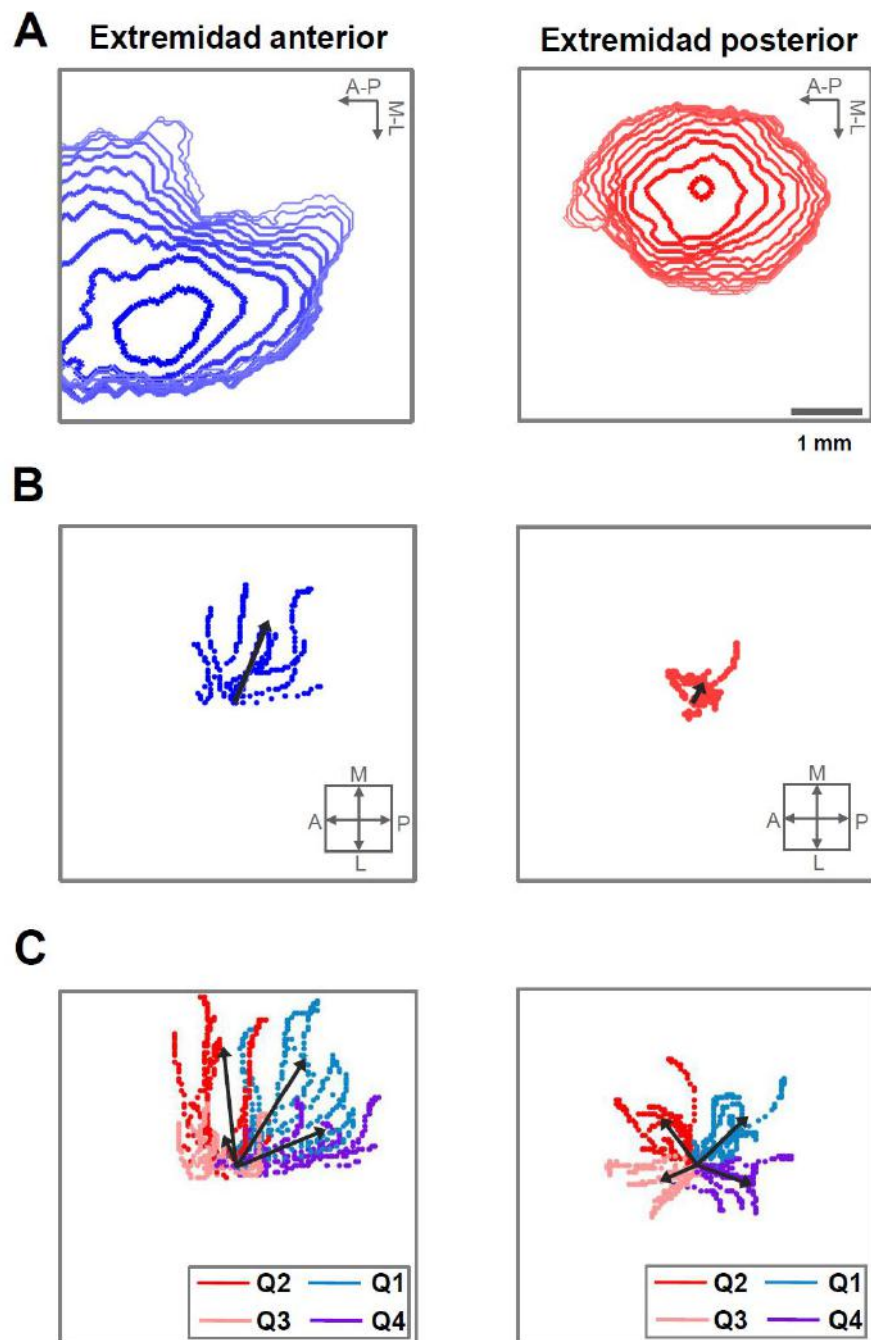 A
Extremidad anterior
Extremidad posterior
A-P
M-L
A-P
M-L
1 mm
B
M
A P
L
M
A P
L
C
Q2 Q1
Q3 Q4
Q2 Q1
Q3 Q4